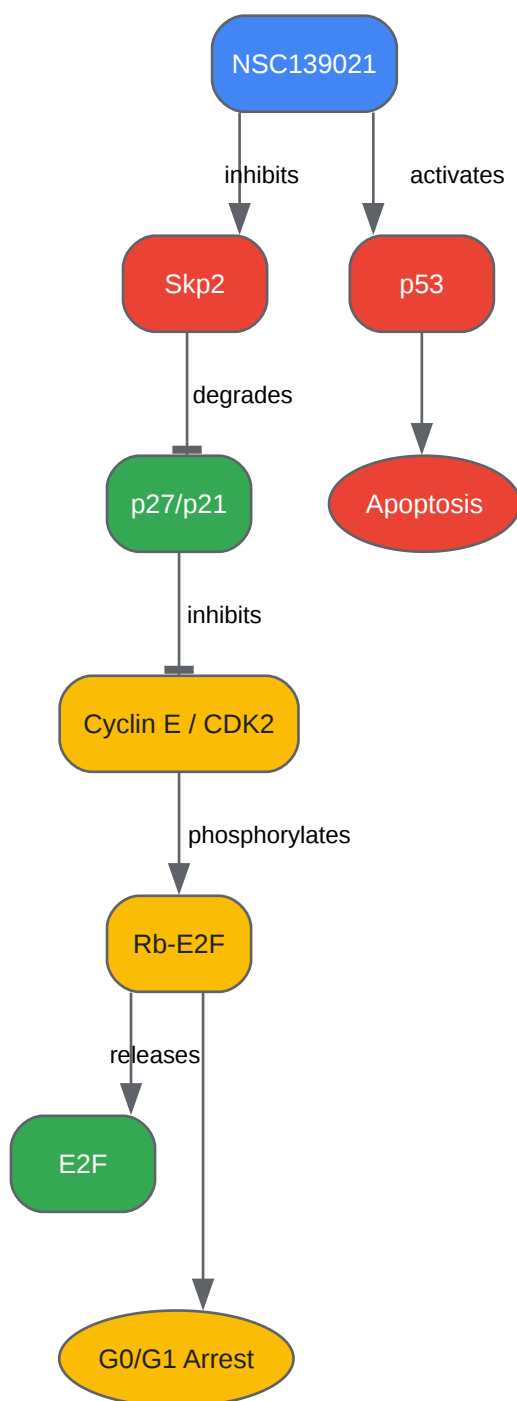 NSC139021
inhibits
activates
Skp2
p53
degrades
p27/p21
Apoptosis
inhibits
Cyclin E / CDK2
phosphorylates
Rb-E2F
releases
E2F
G0/G1 Arrest